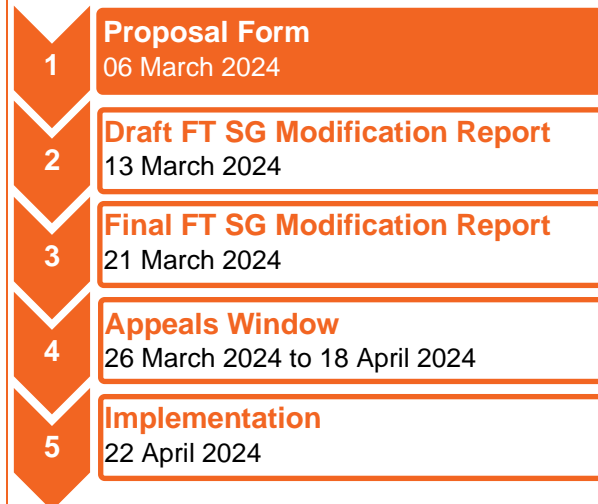 1
Proposal Form
06 March 2024
2
Draft FT SG Modification Report
13 March 2024
3
Final FT SG Modification Report
21 March 2024
4
Appeals Window
26 March 2024 to 18 April 2024
5
Implementation
22 April 2024